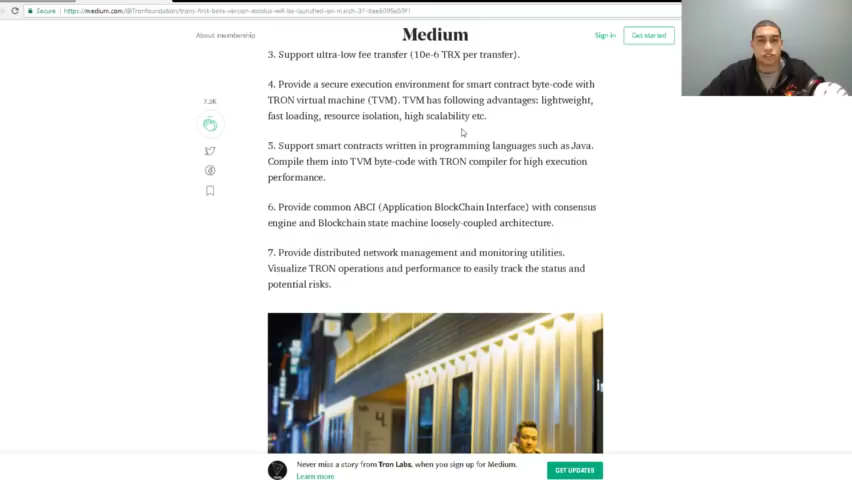 Secure
https://medium.com/@Tronfoundation/trons-first-beta-version-exodus-will-be-launched-on-march-31-bee6095e59f1
About membership
Medium
Sign in
Get started
3. Support ultra-low fee transfer (10e-6 TRX per transfer).
4. Provide a secure execution environment for smart contract byte-code with
TRON virtual machine (TVM). TVM has following advantages: lightweight,
fast loading, resource isolation, high scalability etc.
7.3K
5. Support smart contracts written in programming languages such as Java.
Compile them into TVM byte-code with TRON compiler for high execution
performance.
6. Provide common ABCI (Application BlockChain Interface) with consensus
engine and Blockchain state machine loosely-coupled architecture.
7. Provide distributed network management and monitoring utilities.
Visualize TRON operations and performance to easily track the status and
potential risks.
4
Never miss a story from Tron Labs, when you sign up for Medium.
Learn more
GET UPDATES